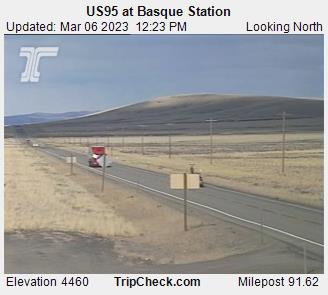 US95 at Basque Station
Updated: Mar 06 2023 12:23 PM Looking North
Elevation 4460 TripCheck.com Milepost 91.62